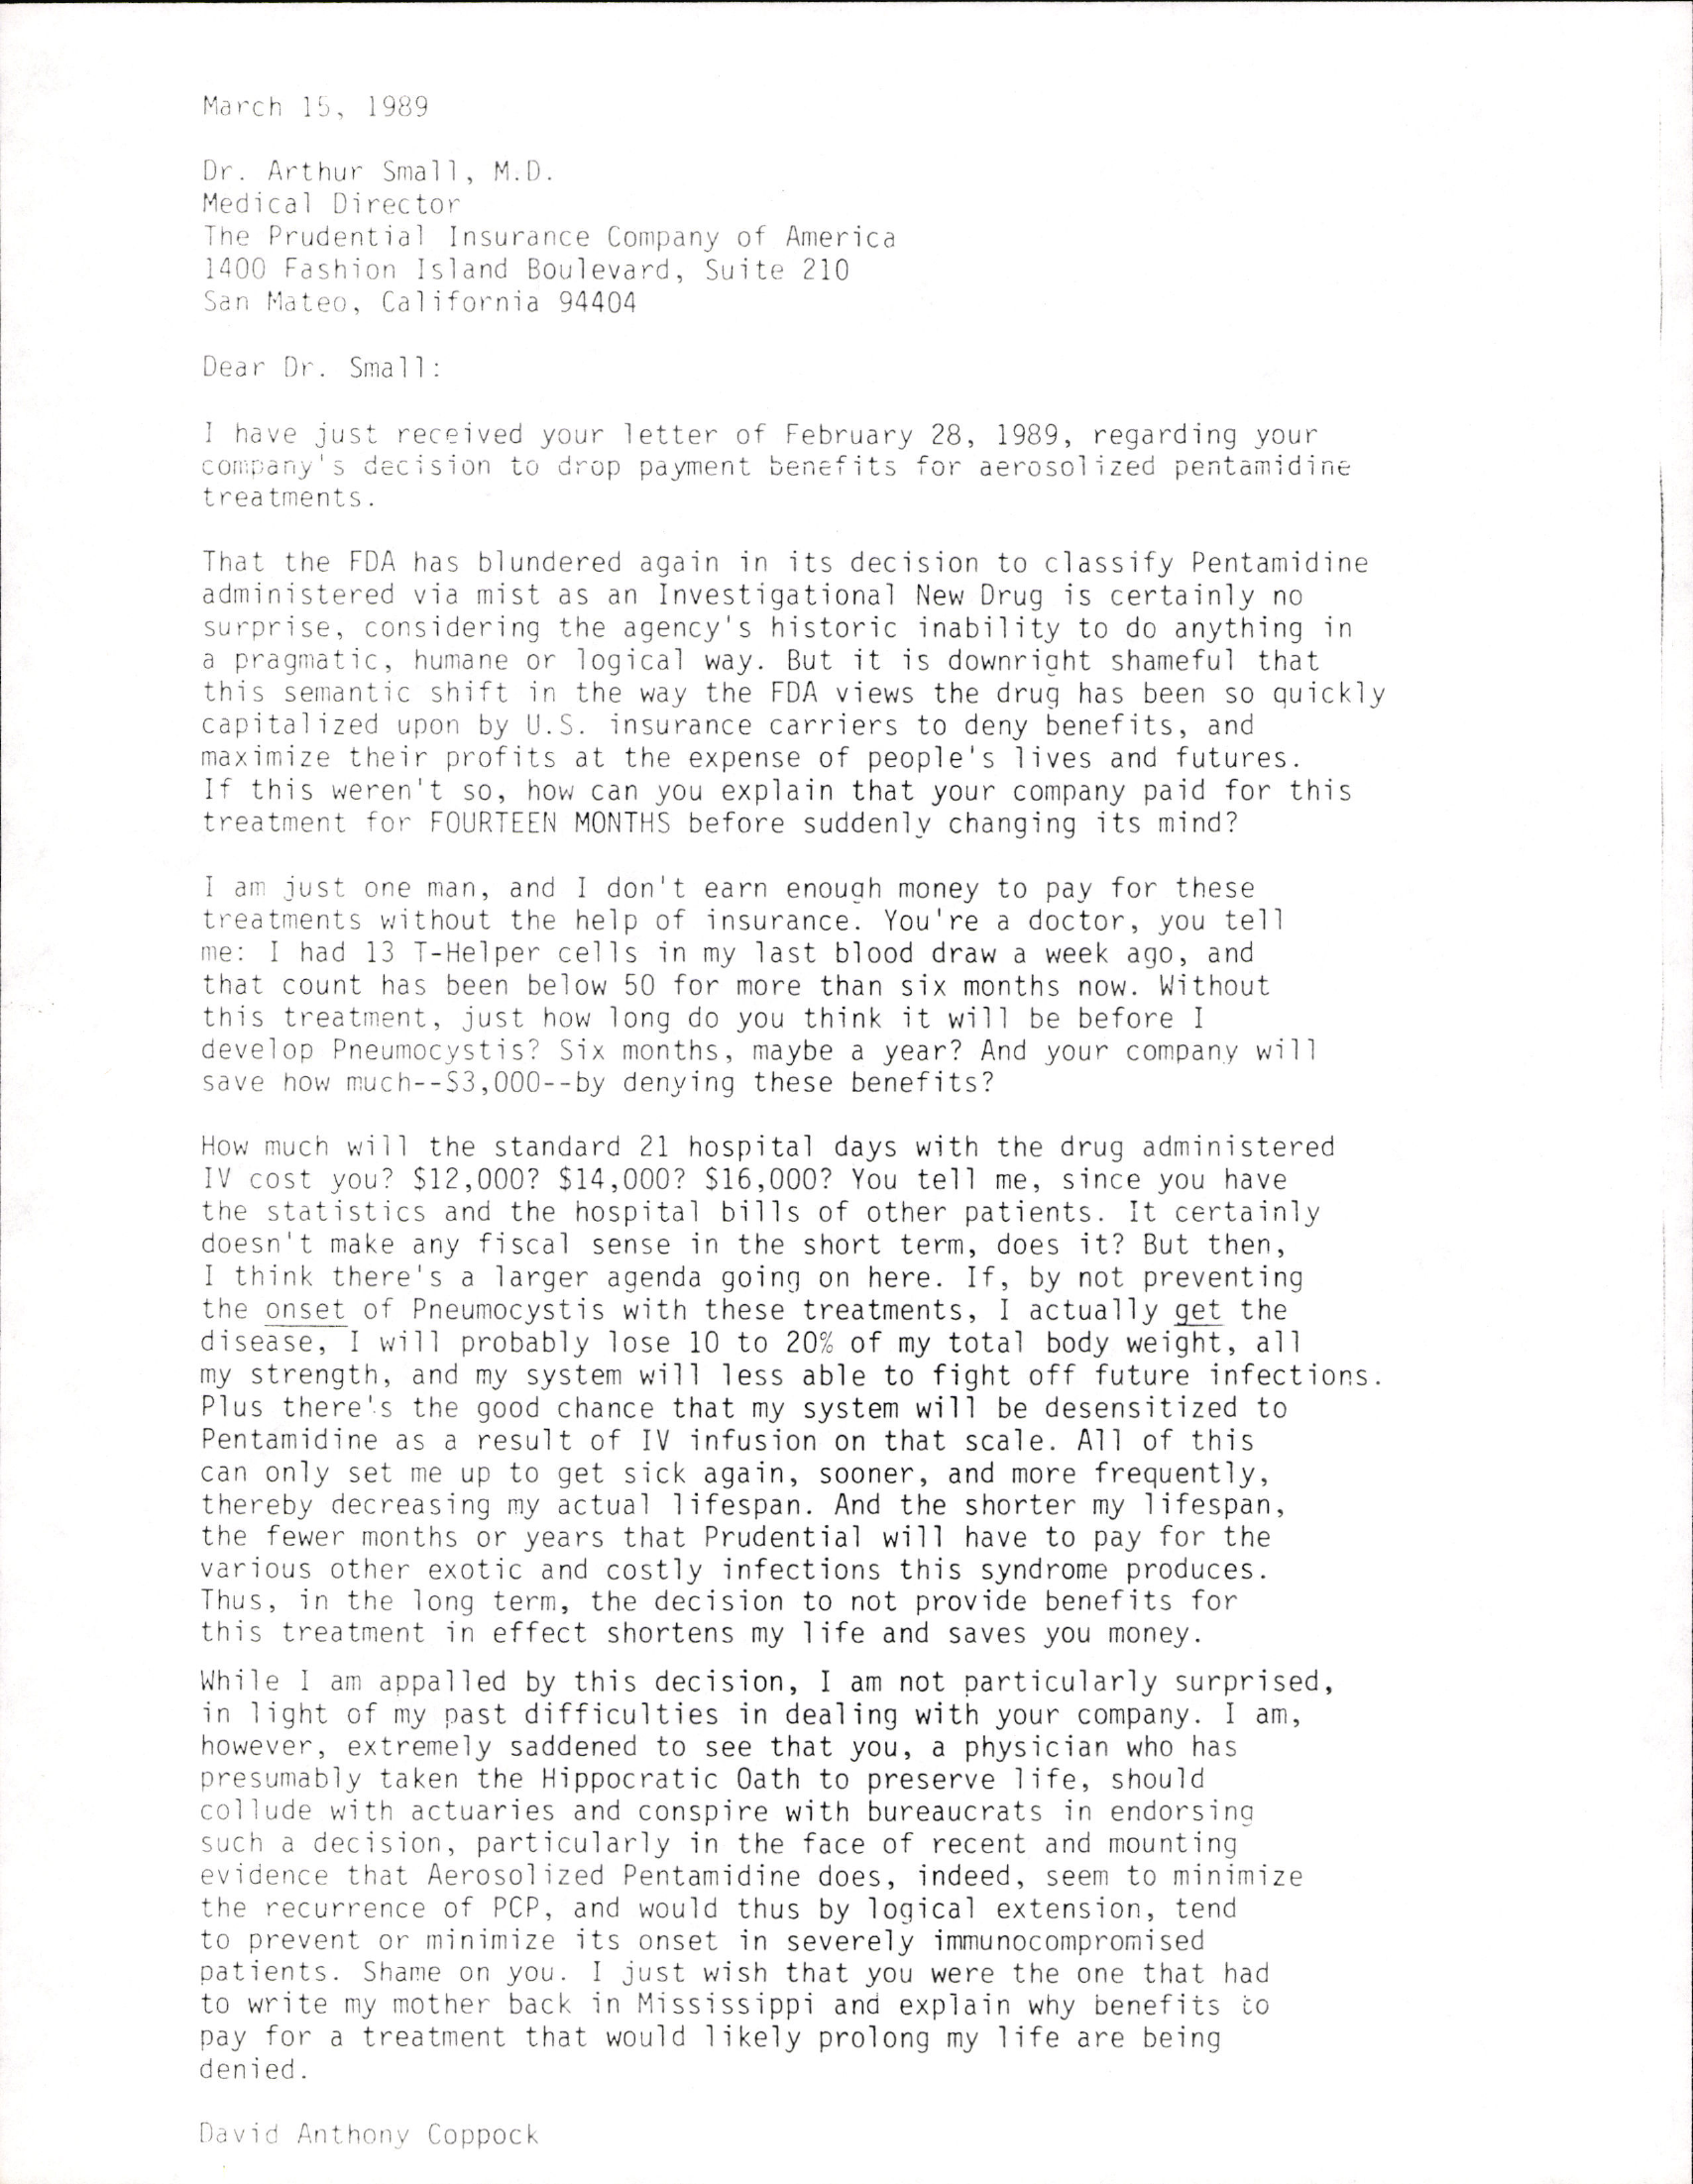 March 15, 1989
Dr. Arthur Small, M.D.
Medical Director
The Prudential Insurance Company of America
1400 Fashion Island Boulevard, Suite 210
San Mateo, California 94404
Dear Dr. Small:
I have just received your letter of February 28, 1989, regarding your
company's decision to drop payment benefits for aerosolized pentamidine
treatments.
That the FDA has blundered again in its decision to classify Pentamidine
administered via mist as an Investigational New Drug is certainly no
surprise, considering the agency's historic inability to do anything in
a pragmatic, humane or logical way. But it is downright shameful that
this semantic shift in the way the FDA views the drug has been so quickly
capitalized upon by U.S. insurance carriers to deny benefits, and
maximize their profits at the expense of people's lives and futures.
If this weren't so, how can you explain that your company paid for this
treatment for FOURTEEN MONTHS before suddenly changing its mind?
I am just one man, and I don't earn enough money to pay for these
treatments without the help of insurance. You're a doctor, you tell
me: I had 13 T-Helper cells in my last blood draw a week ago, and
that count has been below 50 for more than six months now. Without
this treatment, just how long do you think it will be before I
develop Pneumocystis? Six months, maybe a year? And your company will
save how much--$3,000--by denying these benefits?
How much will the standard 21 hospital days with the drug administered
IV cost you? $12,000? $14,000? $16,000? You tell me, since you have
the statistics and the hospital bills of other patients. It certainly
doesn't make any fiscal sense in the short term, does it? But then,
I think there's a larger agenda going on here. If, by not preventing
the onset of Pneumocystis with these treatments, I actually get the
disease, I will probably lose 10 to 20% of my total body weight, all
my strength, and my system will less able to fight off future infections.
Plus there's the good chance that my system will be desensitized to
Pentamidine as a result of IV infusion on that scale. All of this
can only set me up to get sick again, sooner, and more frequently,
thereby decreasing my actual lifespan. And the shorter my lifespan,
the fewer months or years that Prudential will have to pay for the
various other exotic and costly infections this syndrome produces.
Thus, in the long term, the decision to not provide benefits for
this treatment in effect shortens my life and saves you money.
While I am appalled by this decision, I am not particularly surprised,
in light of my past difficulties in dealing with your company. I am,
however, extremely saddened to see that you, a physician who has
presumably taken the Hippocratic Oath to preserve life, should
collude with actuaries and conspire with bureaucrats in endorsing
such a decision, particularly in the face of recent and mounting
evidence that Aerosolized Pentamidine does, indeed, seem to minimize
the recurrence of PCP, and would thus by logical extension, tend
to prevent or minimize its onset in severely immunocompromised
patients. Shame on you. I just wish that you were the one that had
to write my mother back in Mississippi and explain why benefits to
pay for a treatment that would likely prolong my life are being
denied.
David Anthony Coppock